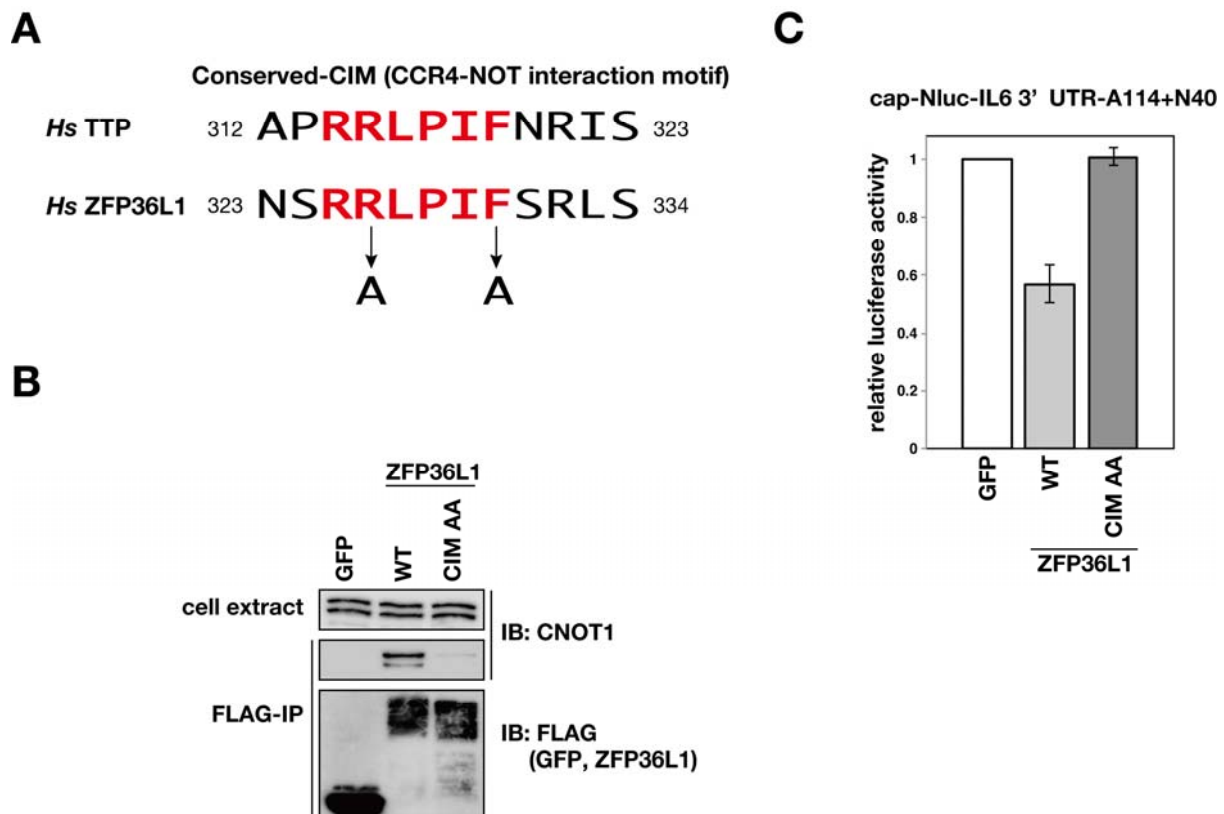 A
Conserved-CIM (CCR4-NOT interaction motif)
Hs TTP 312 APRRLPIFNRIS 323
Hs ZFP36L1 323 NSRRLPIFSRLS 334
A A
B
ZFP36L1
GFP WT CIM AA
cell extract
IB: CNOT1
FLAG-IP
IB: FLAG
(GFP, ZFP36L1)
C
cap-Nluc-IL6 3' UTR-A114+N40
relative luciferase activity
1
0.8
0.6
0.4
0.2
0
GFP WT CIM AA
ZFP36L1